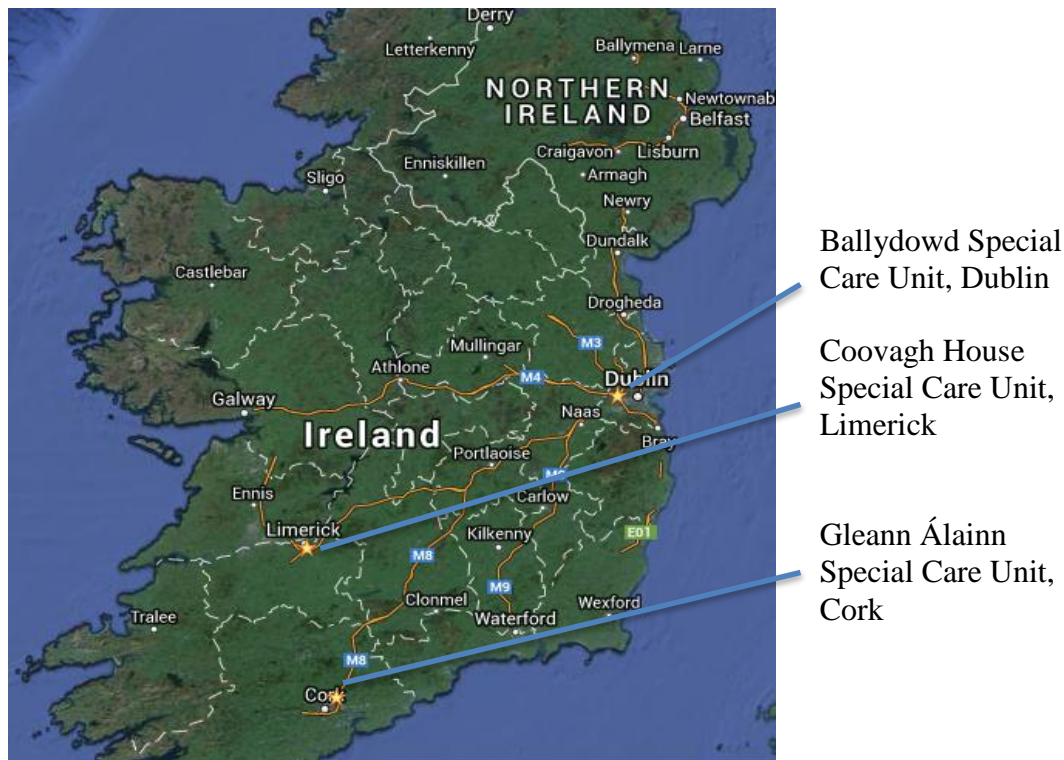 Derry
Letterkenny
Ballymena Larne
NORTHERN
IRELAND
Newtownab
Belfast
Craigavon
Lisburn
Enniskillen
Armagh
Sligo
Newry
Dundalk
Castlebar
Drogheda
M3
Mullingar
Athlone
M4
Dublin
Galway
Naas
Ireland
Bray
Portlaoise
Ennis
Carlow
Limerick
Kilkenny
E01
M8
M9
Clonmel
Wexford
Tralee
Waterford
M8
Cork
Ballydowd Special
Care Unit, Dublin
Coovagh House
Special Care Unit,
Limerick
Gleann Álainn
Special Care Unit,
Cork